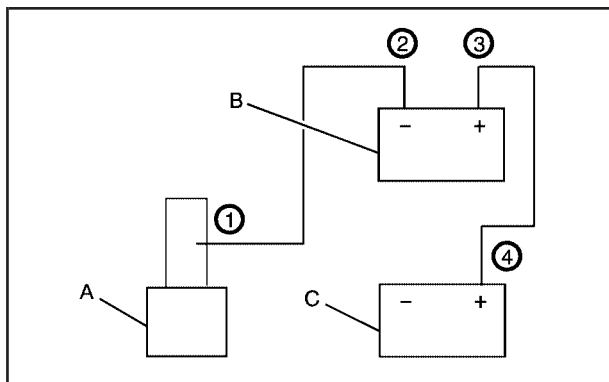 ② ③
B
− +
①
④
A
C
− +